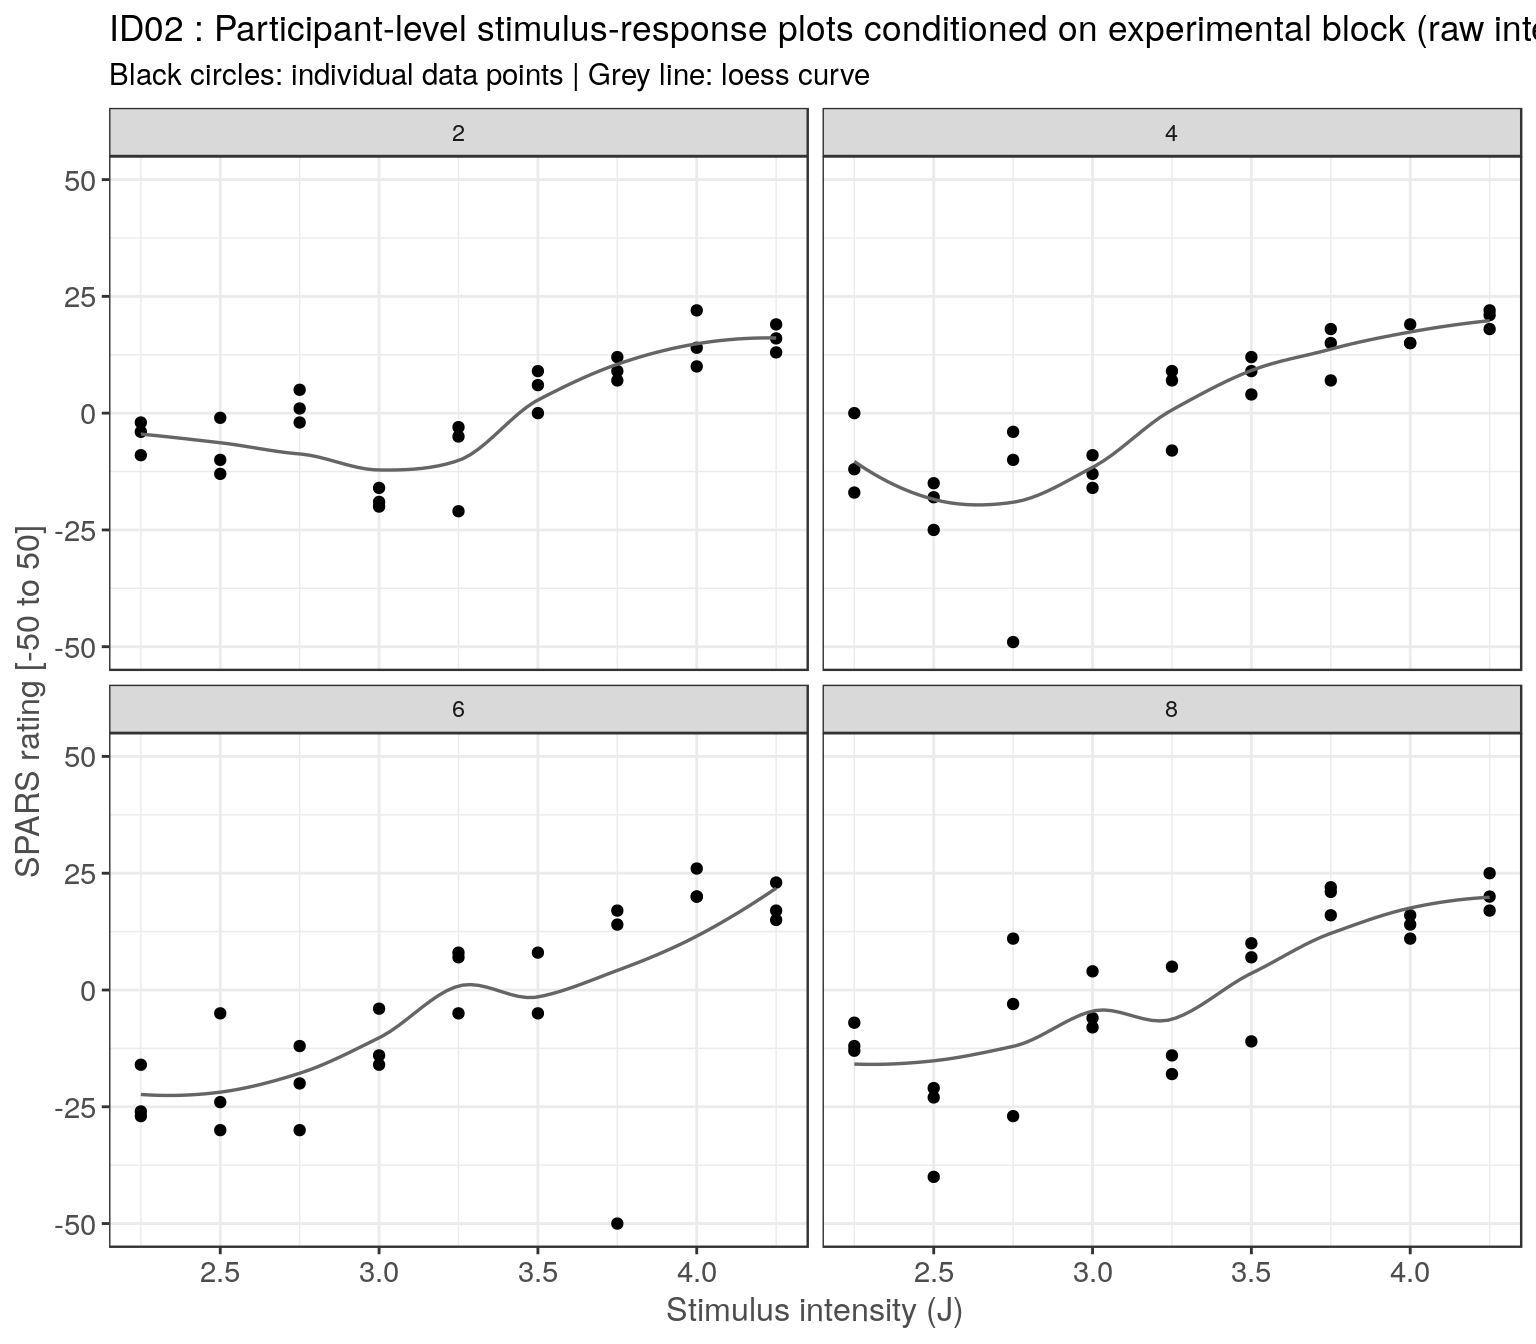 ID02 : Participant-level stimulus-response plots conditioned on experimental block (raw
Black circles: individual data points | Grey line: loess curve
2
4
50
25
0
-25
-50
SPARS rating [-50 to 50]
6
8
50
25
0
-25
-50
2.5 3.0 3.5 4.0
2.5 3.0 3.5 4.0
Stimulus intensity (J)